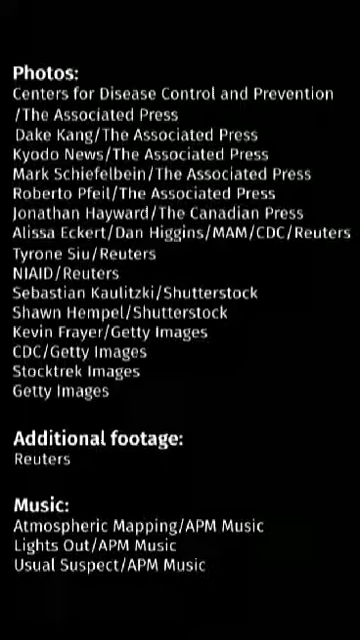 Photos:
Centers for Disease Control and Prevention
/The Associated Press
Dake Kang/The Associated Press
Kyodo News/The Associated Press
Mark Schiefelbein/The Associated Press
Roberto Pfeil/The Associated Press
Jonathan Hayward/The Canadian Press
Alissa Eckert/Dan Higgins/MAM/CDC/Reuters
Tyrone Siu/Reuters
NIAID/Reuters
Sebastian Kaulitzki/Shutterstock
Shawn Hempel/Shutterstock
Kevin Frayer/Getty Images
CDC/Getty Images
Stocktrek Images
Getty Images
Additional footage:
Reuters
Music:
Atmospheric Mapping/APM Music
Lights Out/APM Music
Usual Suspect/APM Music